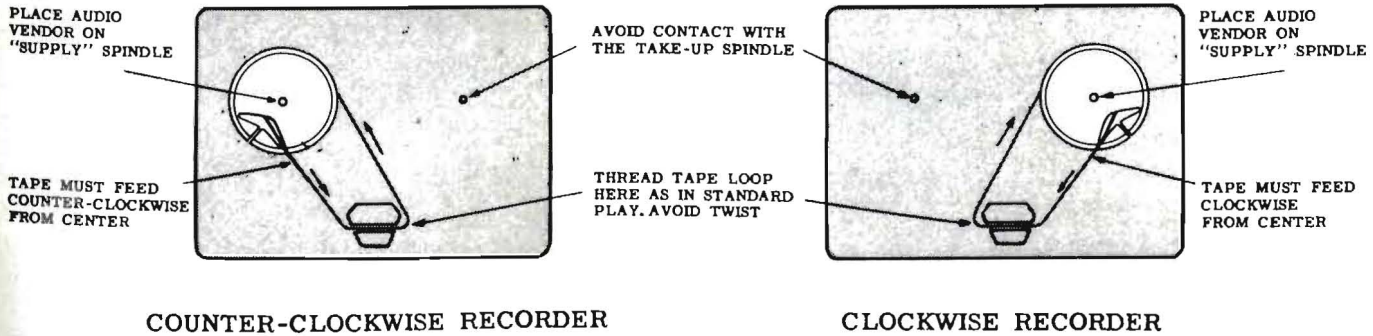 PLACE AUDIO
VENDOR ON
"SUPPLY" SPINDLE
TAPE MUST FEED
COUNTER-CLOCKWISE
FROM CENTER
AVOID CONTACT WITH
THE TAKE-UP SPINDLE
THREAD TAPE LOOP
HERE AS IN STANDARD
PLAY. AVOID TWIST
PLACE AUDIO
VENDOR ON
"SUPPLY" SPINDLE
TAPE MUST FEED
CLOCKWISE
FROM CENTER
COUNTER-CLOCKWISE RECORDER
CLOCKWISE RECORDER